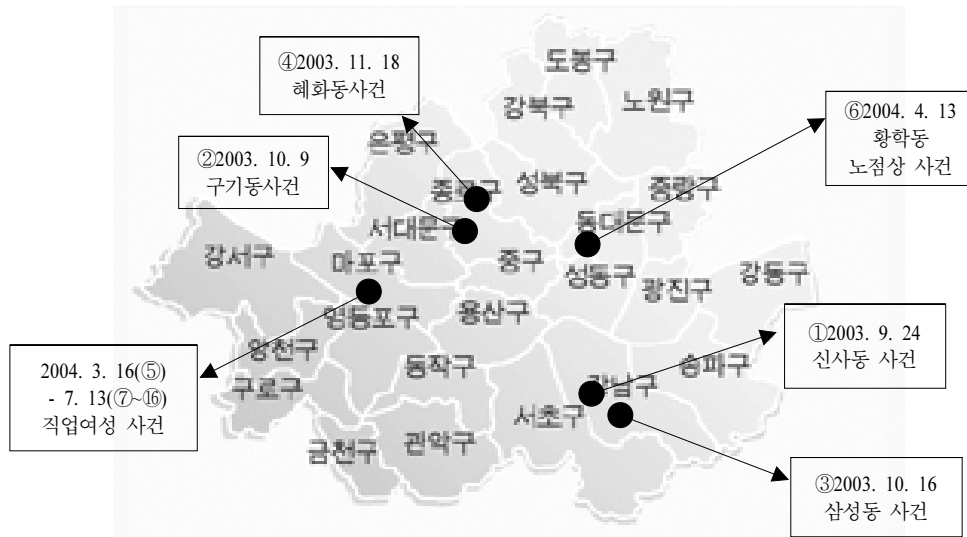 ④2003. 11. 18
혜화동사건
②2003. 10. 9
구기동사건
⑥2004. 4. 13
황학동
노점상 사건
①2003. 9. 24
신사동 사건
2004. 3. 16(⑤)
- 7. 13(⑦~⑯)
직업여성 사건
③2003. 10. 16
삼성동 사건
도봉구
강북구
노원구
은평구
종로구
성북구
중랑구
서대문구
동대문구
강서구
마포구
중구
성동구
광진구
강동구
영등포구
용산구
양천구
동작구
강남구
송파구
구로구
서초구
금천구
관악구